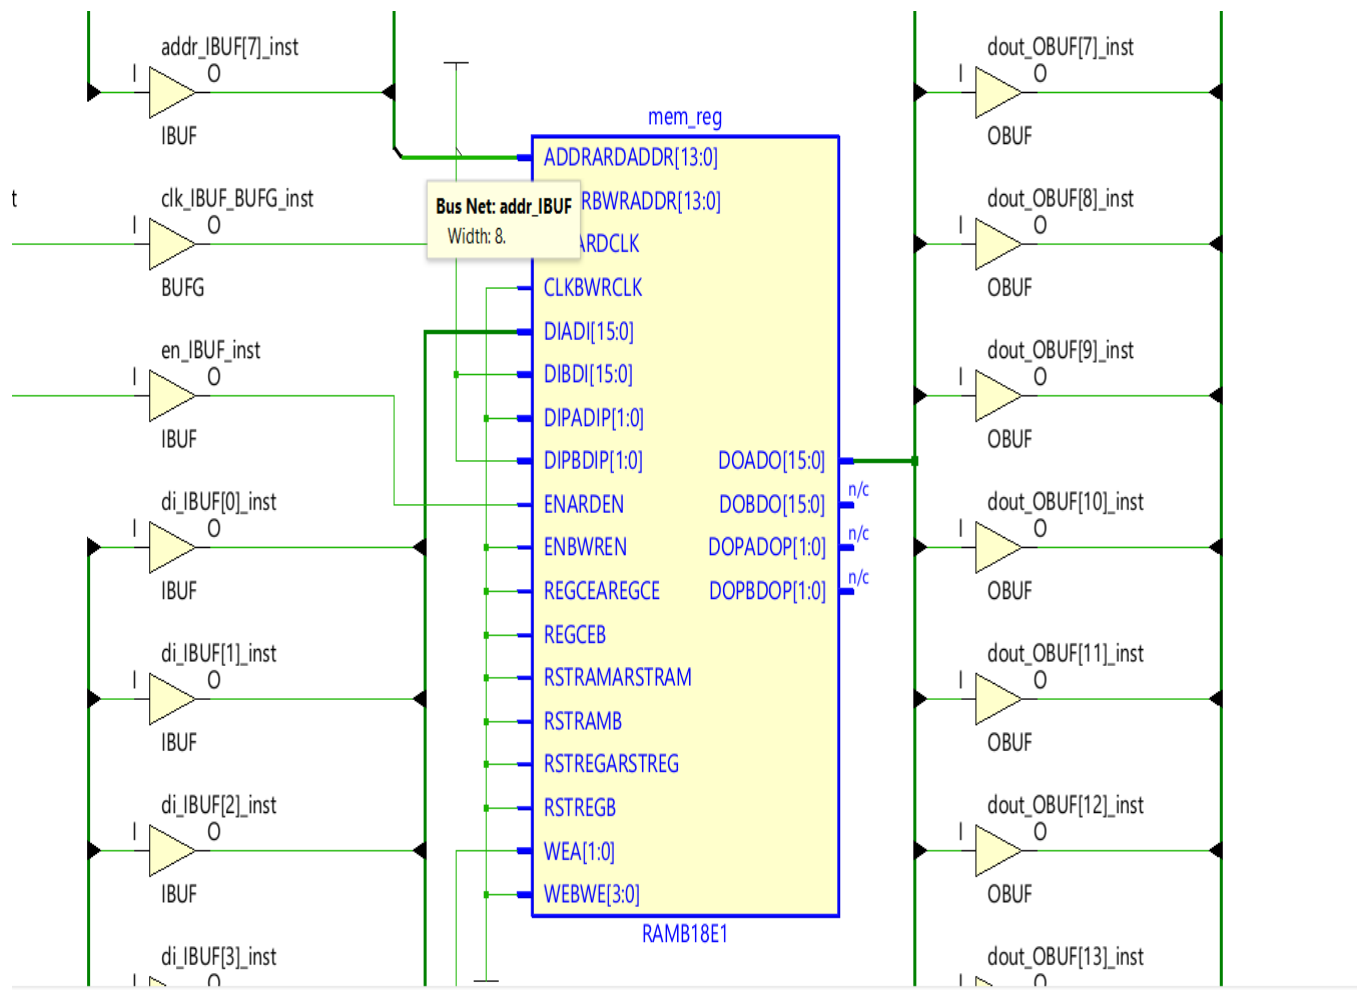 addr_IBUF[7]_inst
I
O
IBUF
t
clk_IBUF_BUFG_inst
I
O
BUFG
en_IBUF_inst
I
O
IBUF
di_IBUF[0]_inst
I
O
IBUF
di_IBUF[1]_inst
I
O
IBUF
di_IBUF[2]_inst
I
O
IBUF
di_IBUF[3]_inst
I
O
Bus Net: addr_IBUF
Width: 8.
mem_reg
ADDRARDADDR[13:0]
RBWRADDR[13:0]
ARDCLK
CLKBWRCLK
DIADI[15:0]
DIBDI[15:0]
DIPADIP[1:0]
DIPBDIP[1:0]
ENARDEN
ENBWREN
REGCEAREGCE
REGCEB
RSTRAMARSTRAM
RSTRAMB
RSTREGARSTREG
RSTREGB
WEA[1:0]
WEBWE[3:0]
DOADO[15:0]
DOBDO[15:0]
n/c
DOPADOP[1:0]
n/c
DOPBDOP[1:0]
n/c
RAMB18E1
dout_OBUF[7]_inst
I
O
OBUF
dout_OBUF[8]_inst
I
O
OBUF
dout_OBUF[9]_inst
I
O
OBUF
dout_OBUF[10]_inst
I
O
OBUF
dout_OBUF[11]_inst
I
O
OBUF
dout_OBUF[12]_inst
I
O
OBUF
dout_OBUF[13]_inst
I
O